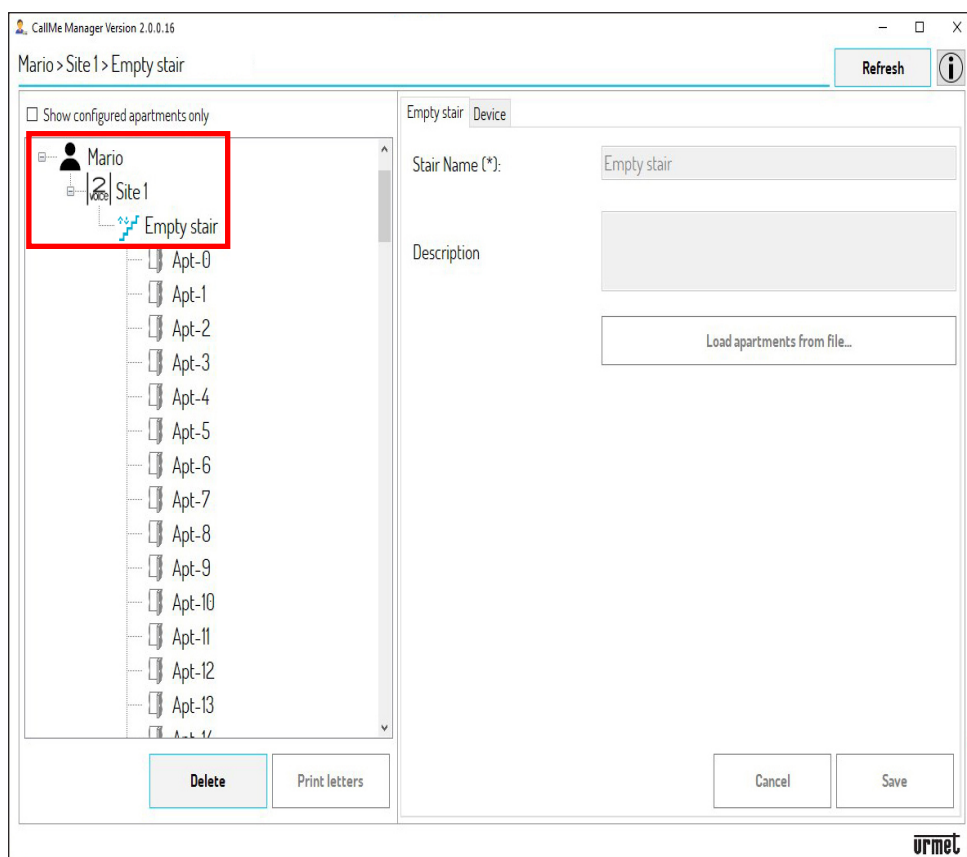 CallMe Manager Version 2.0.0.16
Mario > Site 1 > Empty stair
Refresh
Show configured apartments only
Mario
2 VOICE Site 1
Empty stair
Apt-0
Apt-1
Apt-2
Apt-3
Apt-4
Apt-5
Apt-6
Apt-7
Apt-8
Apt-9
Apt-10
Apt-11
Apt-12
Apt-13
Delete
Print letters
Empty stair
Device
Stair Name (*):
Empty stair
Description
Load apartments from file...
Cancel
Save
urmet